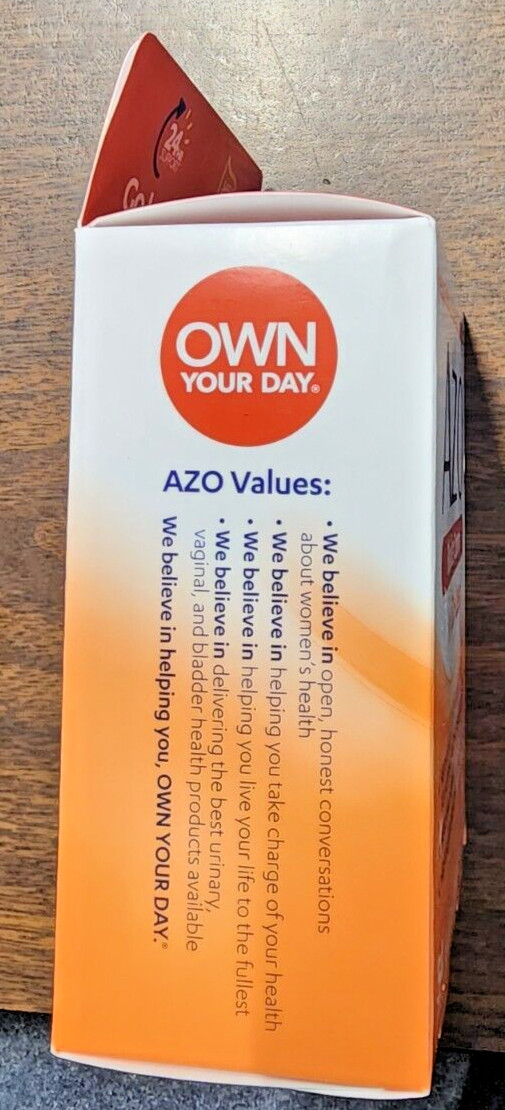 OWN
YOUR DAY®
AZO Values:
• We believe in open, honest conversations
about women's health
• We believe in helping you take charge of your health
• We believe in helping you live your life to the fullest
• We believe in delivering the best urinary,
vaginal, and bladder health products available
We believe in helping you, OWN YOUR DAY.®
24
AZO